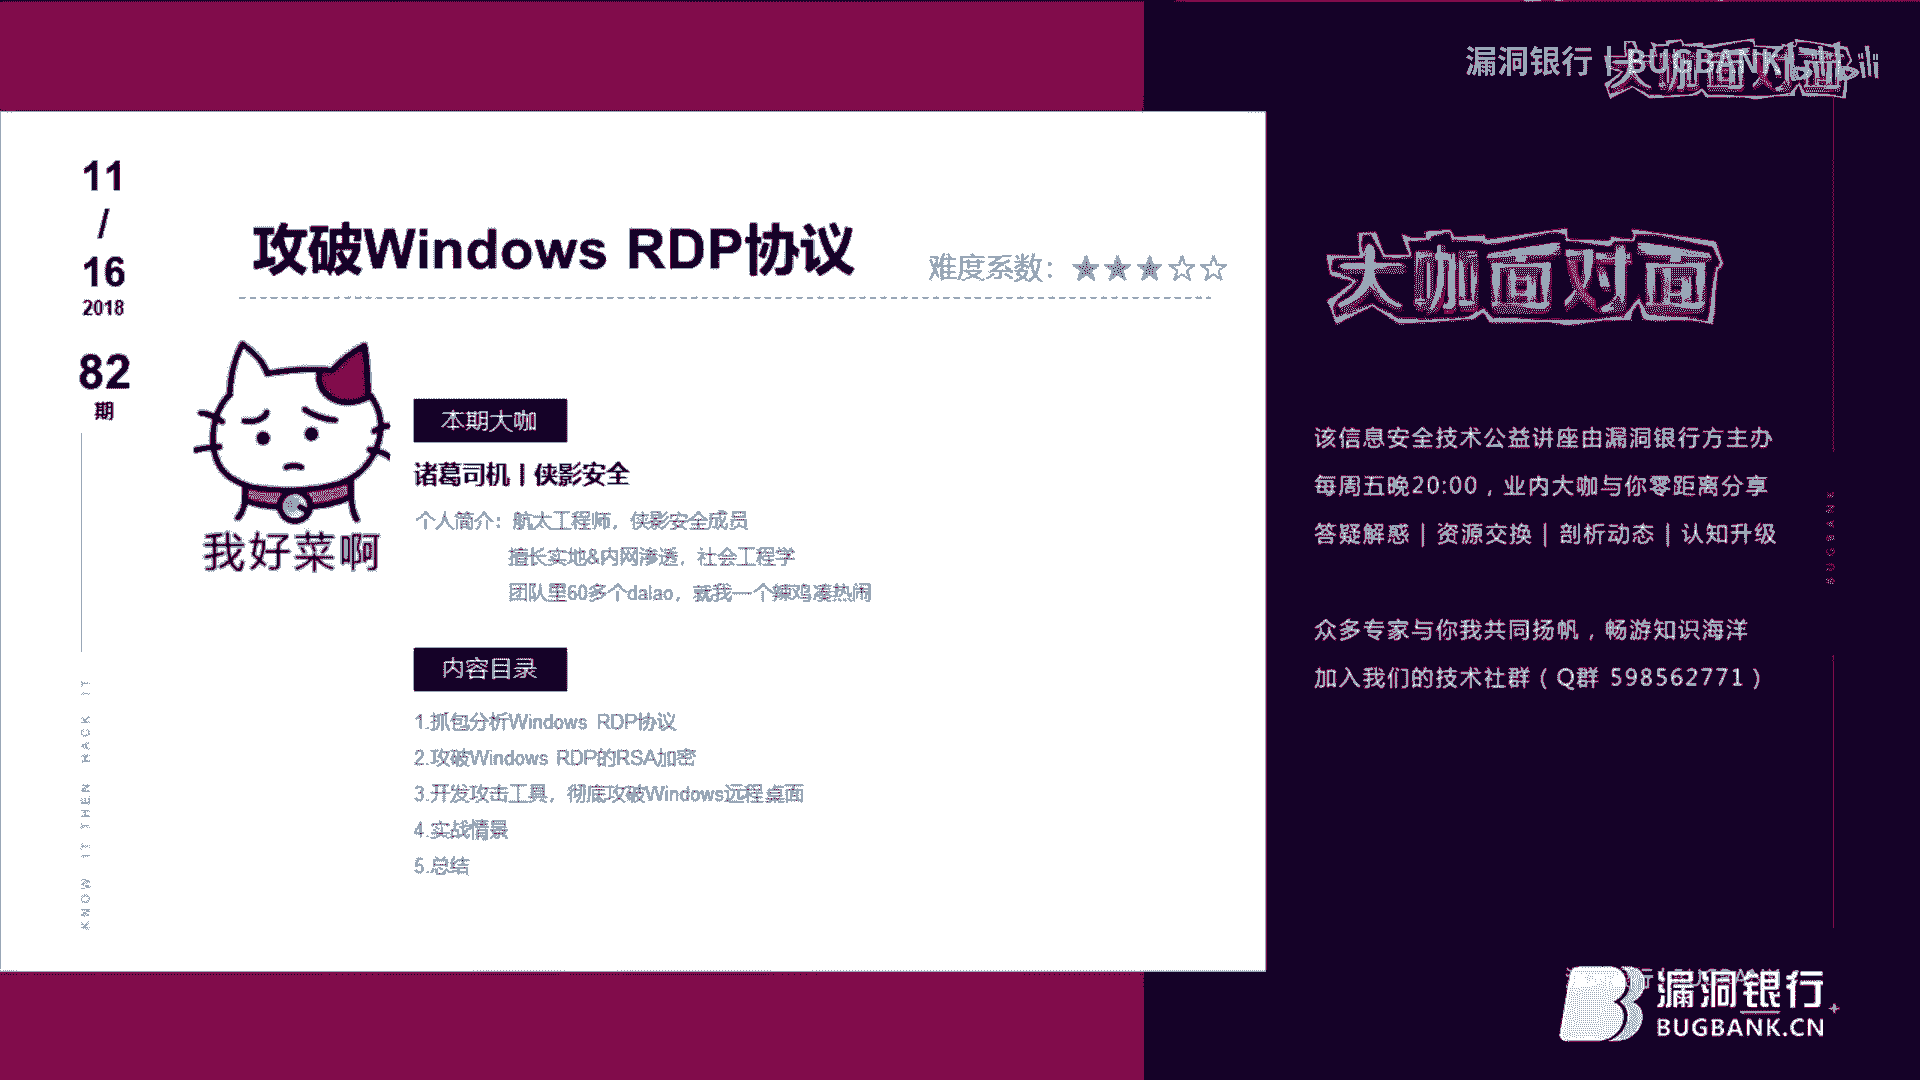 漏洞银行 | BUGBANK
大咖面对面
11
/
16
2018
82
期
攻破Windows RDP协议
难度系数：★★★☆☆
我好菜啊
本期大咖
诸葛司机丨侠影安全
个人简介：航太工程师，侠影安全成员
擅长实地&内网渗透，社会工程学
团队里60多个dalao，就我一个辣鸡凑热闹
内容目录
1.抓包分析Windows RDP协议
2.攻破Windows RDP的RSA加密
3.开发攻击工具，彻底攻破Windows远程桌面
4.实战情景
5.总结
KNOW IT THEN HACK IT
大咖面对面
该信息安全技术公益讲座由漏洞银行方主办
每周五晚20:00，业内大咖与你零距离分享
答疑解惑 | 资源交换 | 剖析动态 | 认知升级
众多专家与你我共同扬帆，畅游知识海洋
加入我们的技术社群（Q群 598562771）
BUGBANK
漏洞银行
BUGBANK.CN